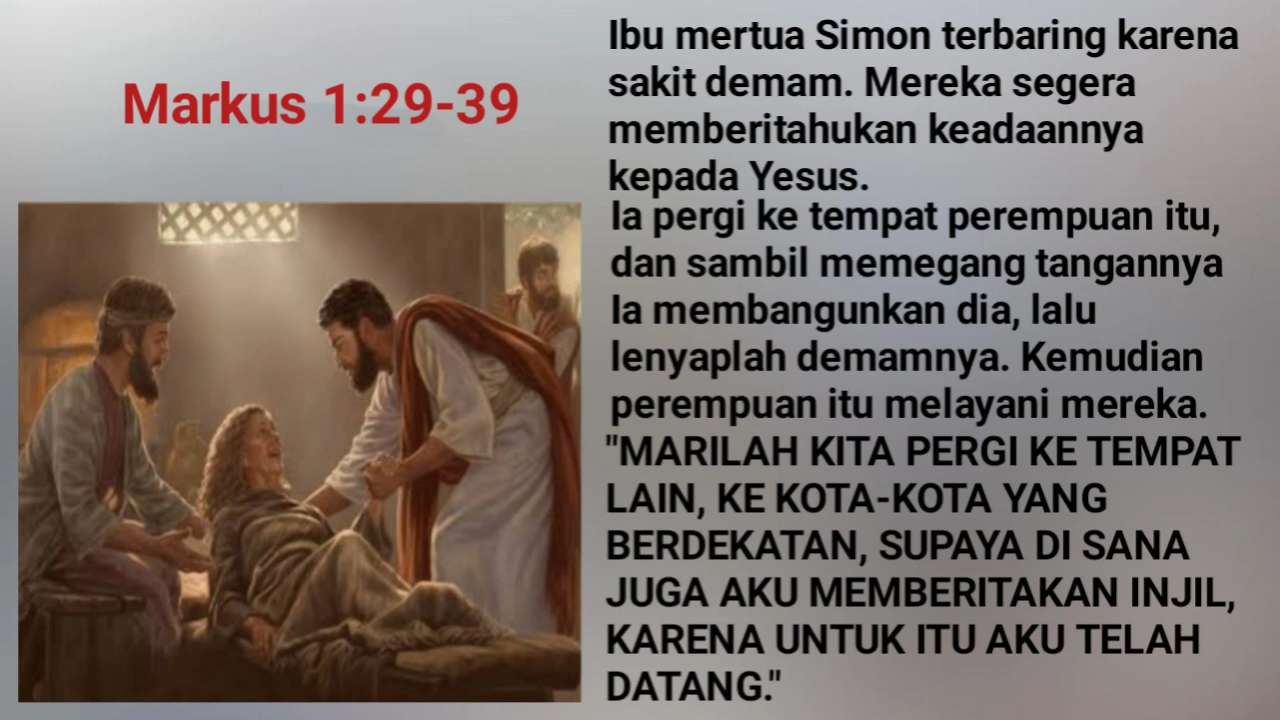 Markus 1:29-39
Ibu mertua Simon terbaring karena
sakit demam. Mereka segera
memberitahukan keadaannya
kepada Yesus.
Ia pergi ke tempat perempuan itu,
dan sambil memegang tangannya
Ia membangunkan dia, lalu
lenyaplah demamnya. Kemudian
perempuan itu melayani mereka.
"MARILAH KITA PERGI KE TEMPAT
LAIN, KE KOTA-KOTA YANG
BERDEKATAN, SUPAYA DI SANA
JUGA AKU MEMBERITAKAN INJIL,
KARENA UNTUK ITU AKU TELAH
DATANG."